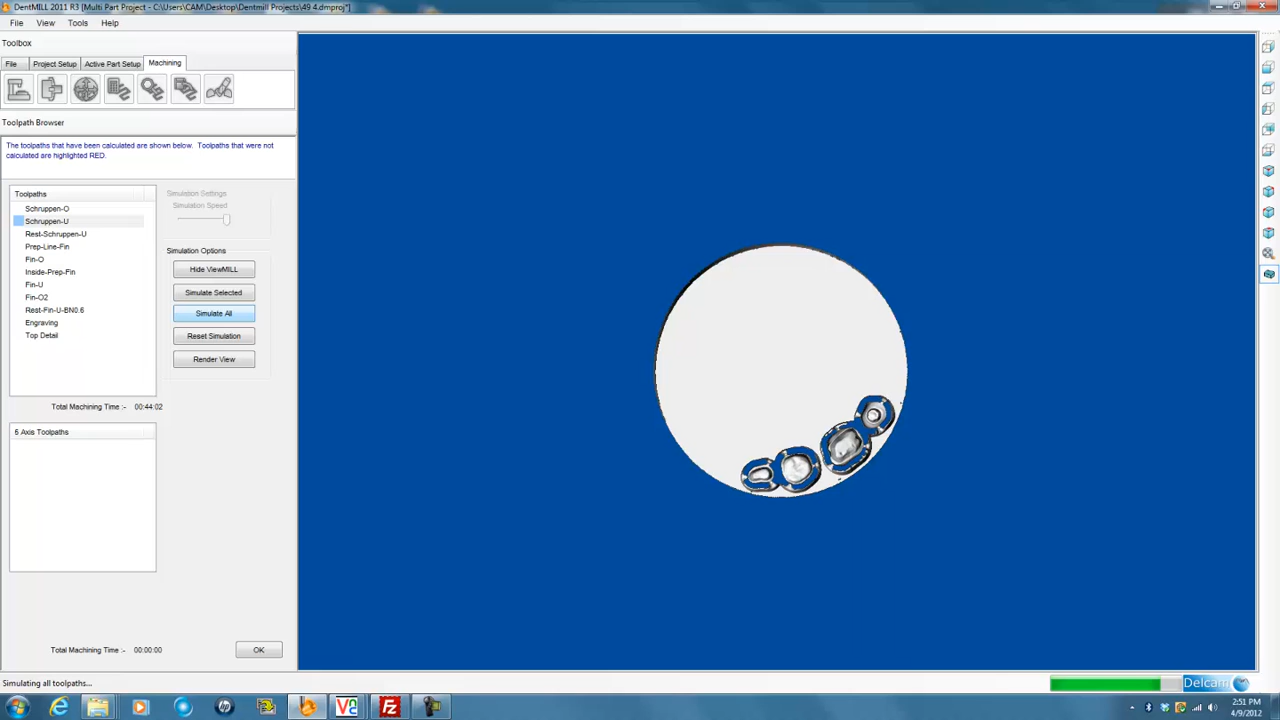 DentMILL 2011 R3 [Multi Part Project - C:\Users\CAM\Desktop\Dentmill Projects\49 4.dmproj*]
File View Tools Help
Toolbox
File Project Setup Active Part Setup Machining
Toolpath Browser
The toolpaths that have been calculated are shown below. Toolpaths that were not
calculated are highlighted RED.
Toolpaths
Schruppen-O
Schruppen-U
Rest-Schruppen-U
Prep-Line-Fin
Fin-O
Inside-Prep-Fin
Fin-U
Fin-O2
Rest-Fin-U-BN0.6
Engraving
Top Detail
Simulation Settings
Simulation Speed
Simulation Options
Hide ViewMILL
Simulate Selected
Simulate All
Reset Simulation
Render View
Total Machining Time :- 00:44:02
5 Axis Toolpaths
Total Machining Time :- 00:00:00
OK
Simulating all toolpaths...
Delcam
2:51 PM
4/9/2012